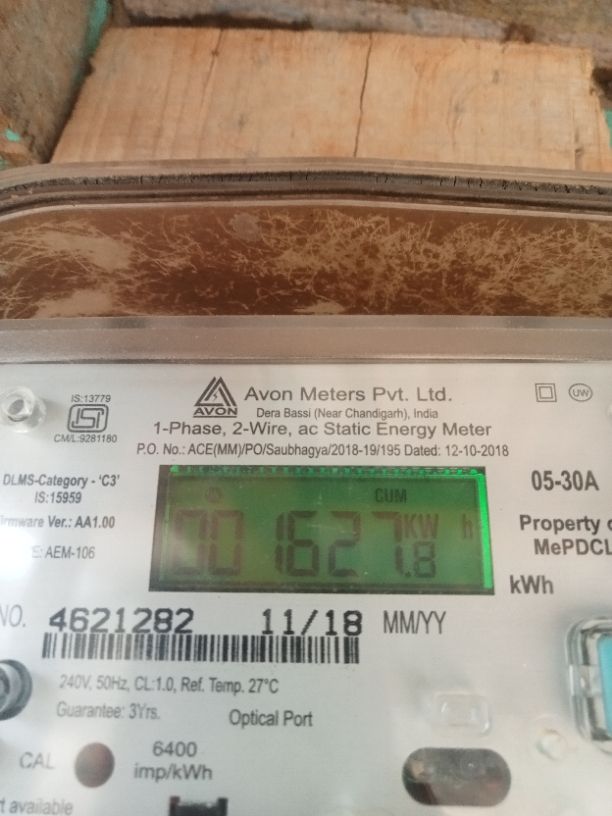 IS:13779
CM/L:9281180
AVON
Avon Meters Pvt. Ltd.
Dera Bassi (Near Chandigarh), India
UW
1-Phase, 2-Wire, ac Static Energy Meter
P.O. No.: ACE(MM)/PO/Saubhagya/2018-19/195 Dated: 12-10-2018
DLMS-Category - 'C3'
IS:15959
Firmware Ver.: AA1.00
AEM-106
CUM
001627 KW h
1.8
05-30A
Property
MePDCL
kWh
NO. 4621282 11/18 MM/YY
240V, 50Hz, CL:1.0, Ref. Temp. 27°C
Guarantee: 3Yrs.
Optical Port
CAL
6400
imp/kWh
available